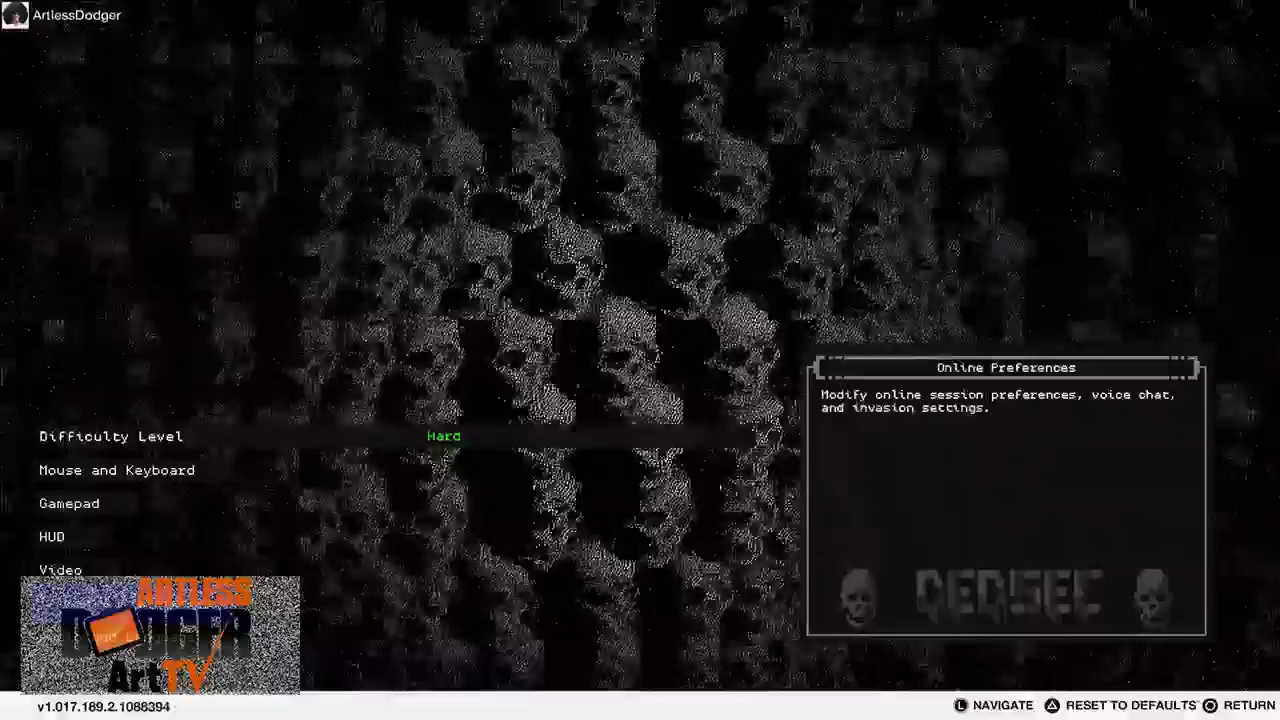 ArtlessDodger
Online Preferences
Modify online session preferences, voice chat,
and invasion settings.
Difficulty Level
Hard
Mouse and Keyboard
Gamepad
HUD
Video
DEDSEC
ARTLESS
DODGER
ArtTV
v1.017.189.2.1088394
L NAVIGATE RESET TO DEFAULTS RETURN